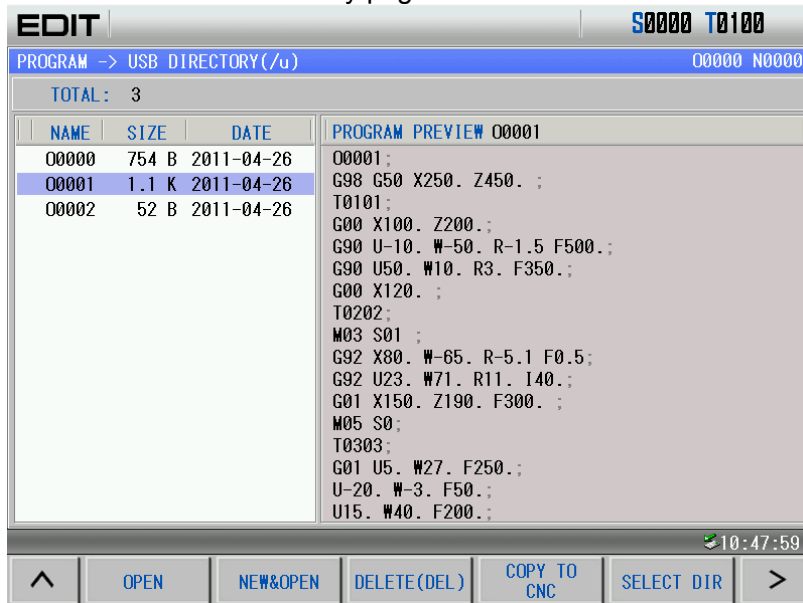 EDIT S0000 T0100
PROGRAM -> USB DIRECTORY(/u) O0000 N0000
TOTAL: 3
NAME SIZE DATE
O0000 754 B 2011-04-26
O0001 1.1 K 2011-04-26
O0002 52 B 2011-04-26
PROGRAM PREVIEW O0001
O0001;
G98 G50 X250. Z450. ;
T0101;
G00 X100. Z200.;
G90 U-10. W-50. R-1.5 F500.;
G90 U50. W10. R3. F350.;
G00 X120. ;
T0202;
M03 S01 ;
G92 X80. W-65. R-5.1 F0.5;
G92 U23. W71. R11. I40.;
G01 X150. Z190. F300. ;
M05 S0;
T0303;
G01 U5. W27. F250.;
U-20. W-3. F50.;
U15. W40. F200.;
10:47:59
^ OPEN NEW&OPEN DELETE(DEL) COPY TO CNC SELECT DIR >